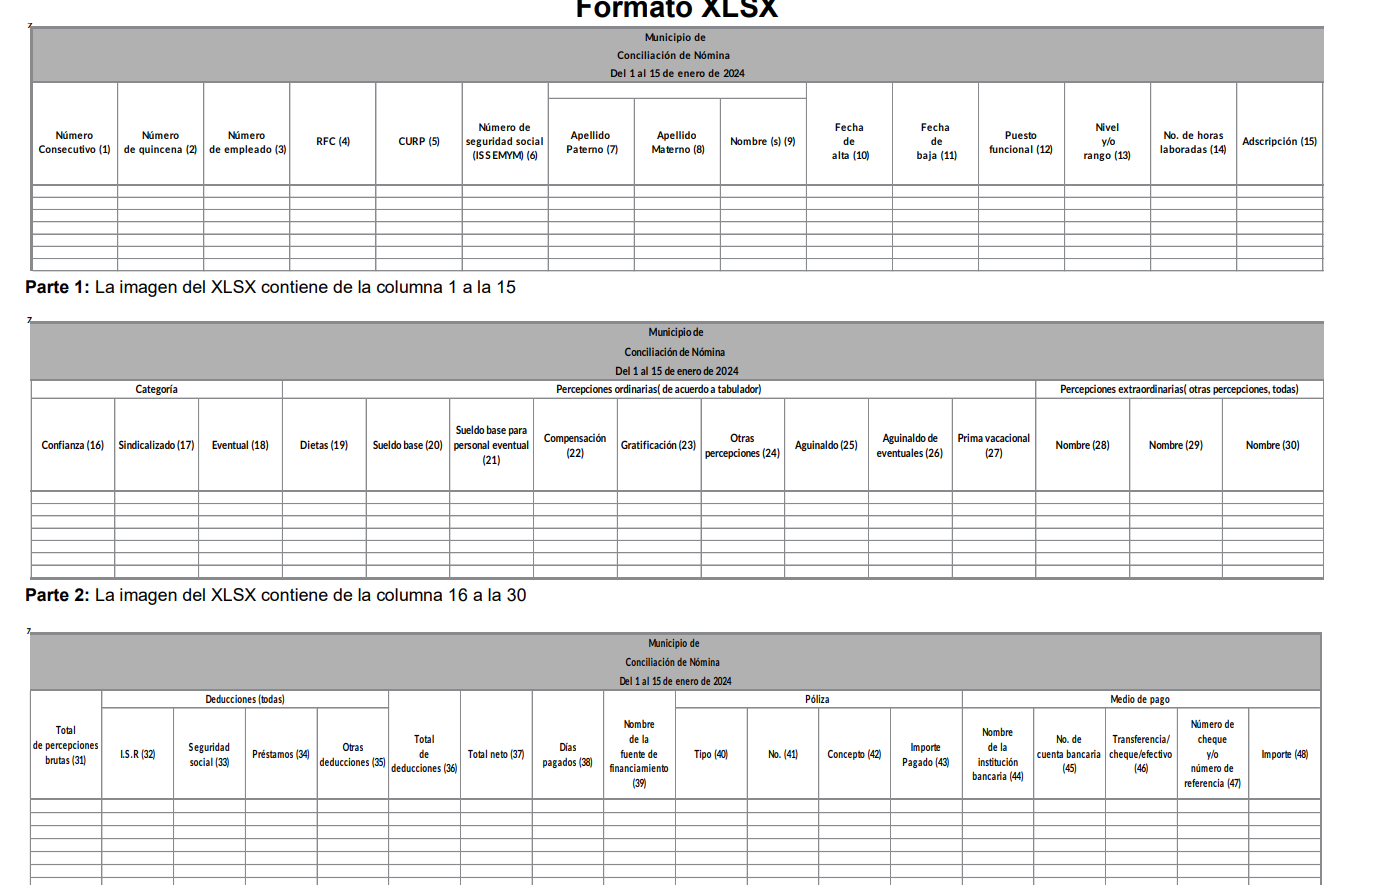 Formato XLSX
7
Municipio de
Conciliación de Nómina
Del 1 al 15 de enero de 2024
Número
Consecutivo (1)
Número
de quincena (2)
Número
de empleado (3)
RFC (4)
CURP (5)
Número de
seguridad social
(ISSEMYM) (6)
Apellido
Paterno (7)
Apellido
Materno (8)
Nombre (s) (9)
Fecha
de
alta (10)
Fecha
de
baja (11)
Puesto
funcional (12)
Nivel
y/o
rango (13)
No. de horas
laboradas (14)
Adscripción (15)
Parte 1: La imagen del XLSX contiene de la columna 1 a la 15
7
Municipio de
Conciliación de Nómina
Del 1 al 15 de enero de 2024
Categoría
Percepciones ordinarias( de acuerdo a tabulador)
Percepciones extraordinarias( otras percepciones, todas)
Confianza (16)
Sindicalizado (17)
Eventual (18)
Dietas (19)
Sueldo base (20)
Sueldo base para
personal eventual
(21)
Compensación
(22)
Gratificación (23)
Otras
percepciones (24)
Aguinaldo (25)
Aguinaldo de
eventuales (26)
Prima vacacional
(27)
Nombre (28)
Nombre (29)
Nombre (30)
Parte 2: La imagen del XLSX contiene de la columna 16 a la 30
7
Municipio de
Conciliación de Nómina
Del 1 al 15 de enero de 2024
Deducciones (todas)
Póliza
Medio de pago
Total
de percepciones
brutas (31)
I.S.R (32)
Seguridad
social (33)
Préstamos (34)
Otras
deducciones (35)
Total
de
deducciones (36)
Total neto (37)
Días
pagados (38)
Nombre
de la
fuente de
financiamiento
(39)
Tipo (40)
No. (41)
Concepto (42)
Importe
Pagado (43)
Nombre
de la
institución
bancaria (44)
No. de
cuenta bancaria
(45)
Transferencia/
cheque/efectivo
(46)
Número de
cheque
y/o
número de
referencia (47)
Importe (48)